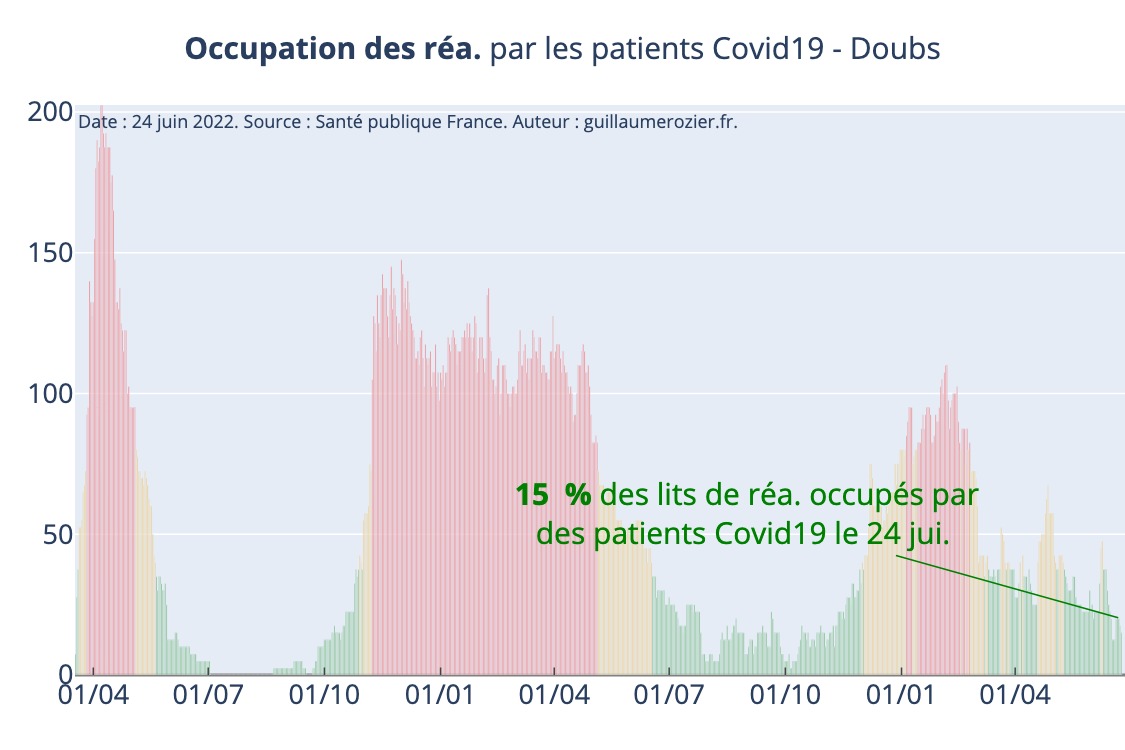 Occupation des réa. par les patients Covid19 - Doubs
200
Date : 24 juin 2022. Source : Santé publique France. Auteur : guillaumerozier.fr.
150
100
15 % des lits de réa. occupés par
des patients Covid19 le 24 jui.
50
0
01/04 01/07 01/10 01/01 01/04 01/07 01/10 01/01 01/04